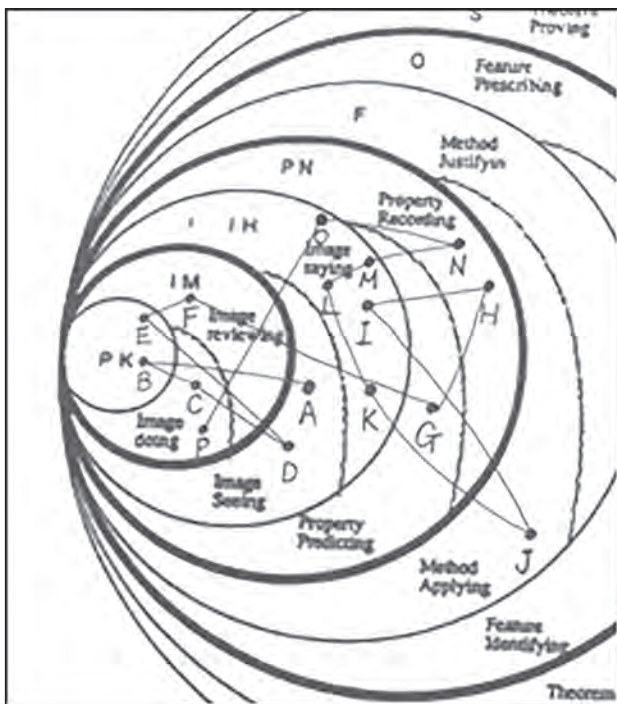 S
Proving
O
Feature
Prescribing
F
Method
Justifyin
P N
Property
Recording
I H
O
Image
saying
M
N
L
I
H
I M
F
Image
reviewing
E
P K
B
C
A
K
G
Image
doing
P
D
Image
Seeing
Property
Predicting
J
Method
Applying
Feature
Identifying
Theorem